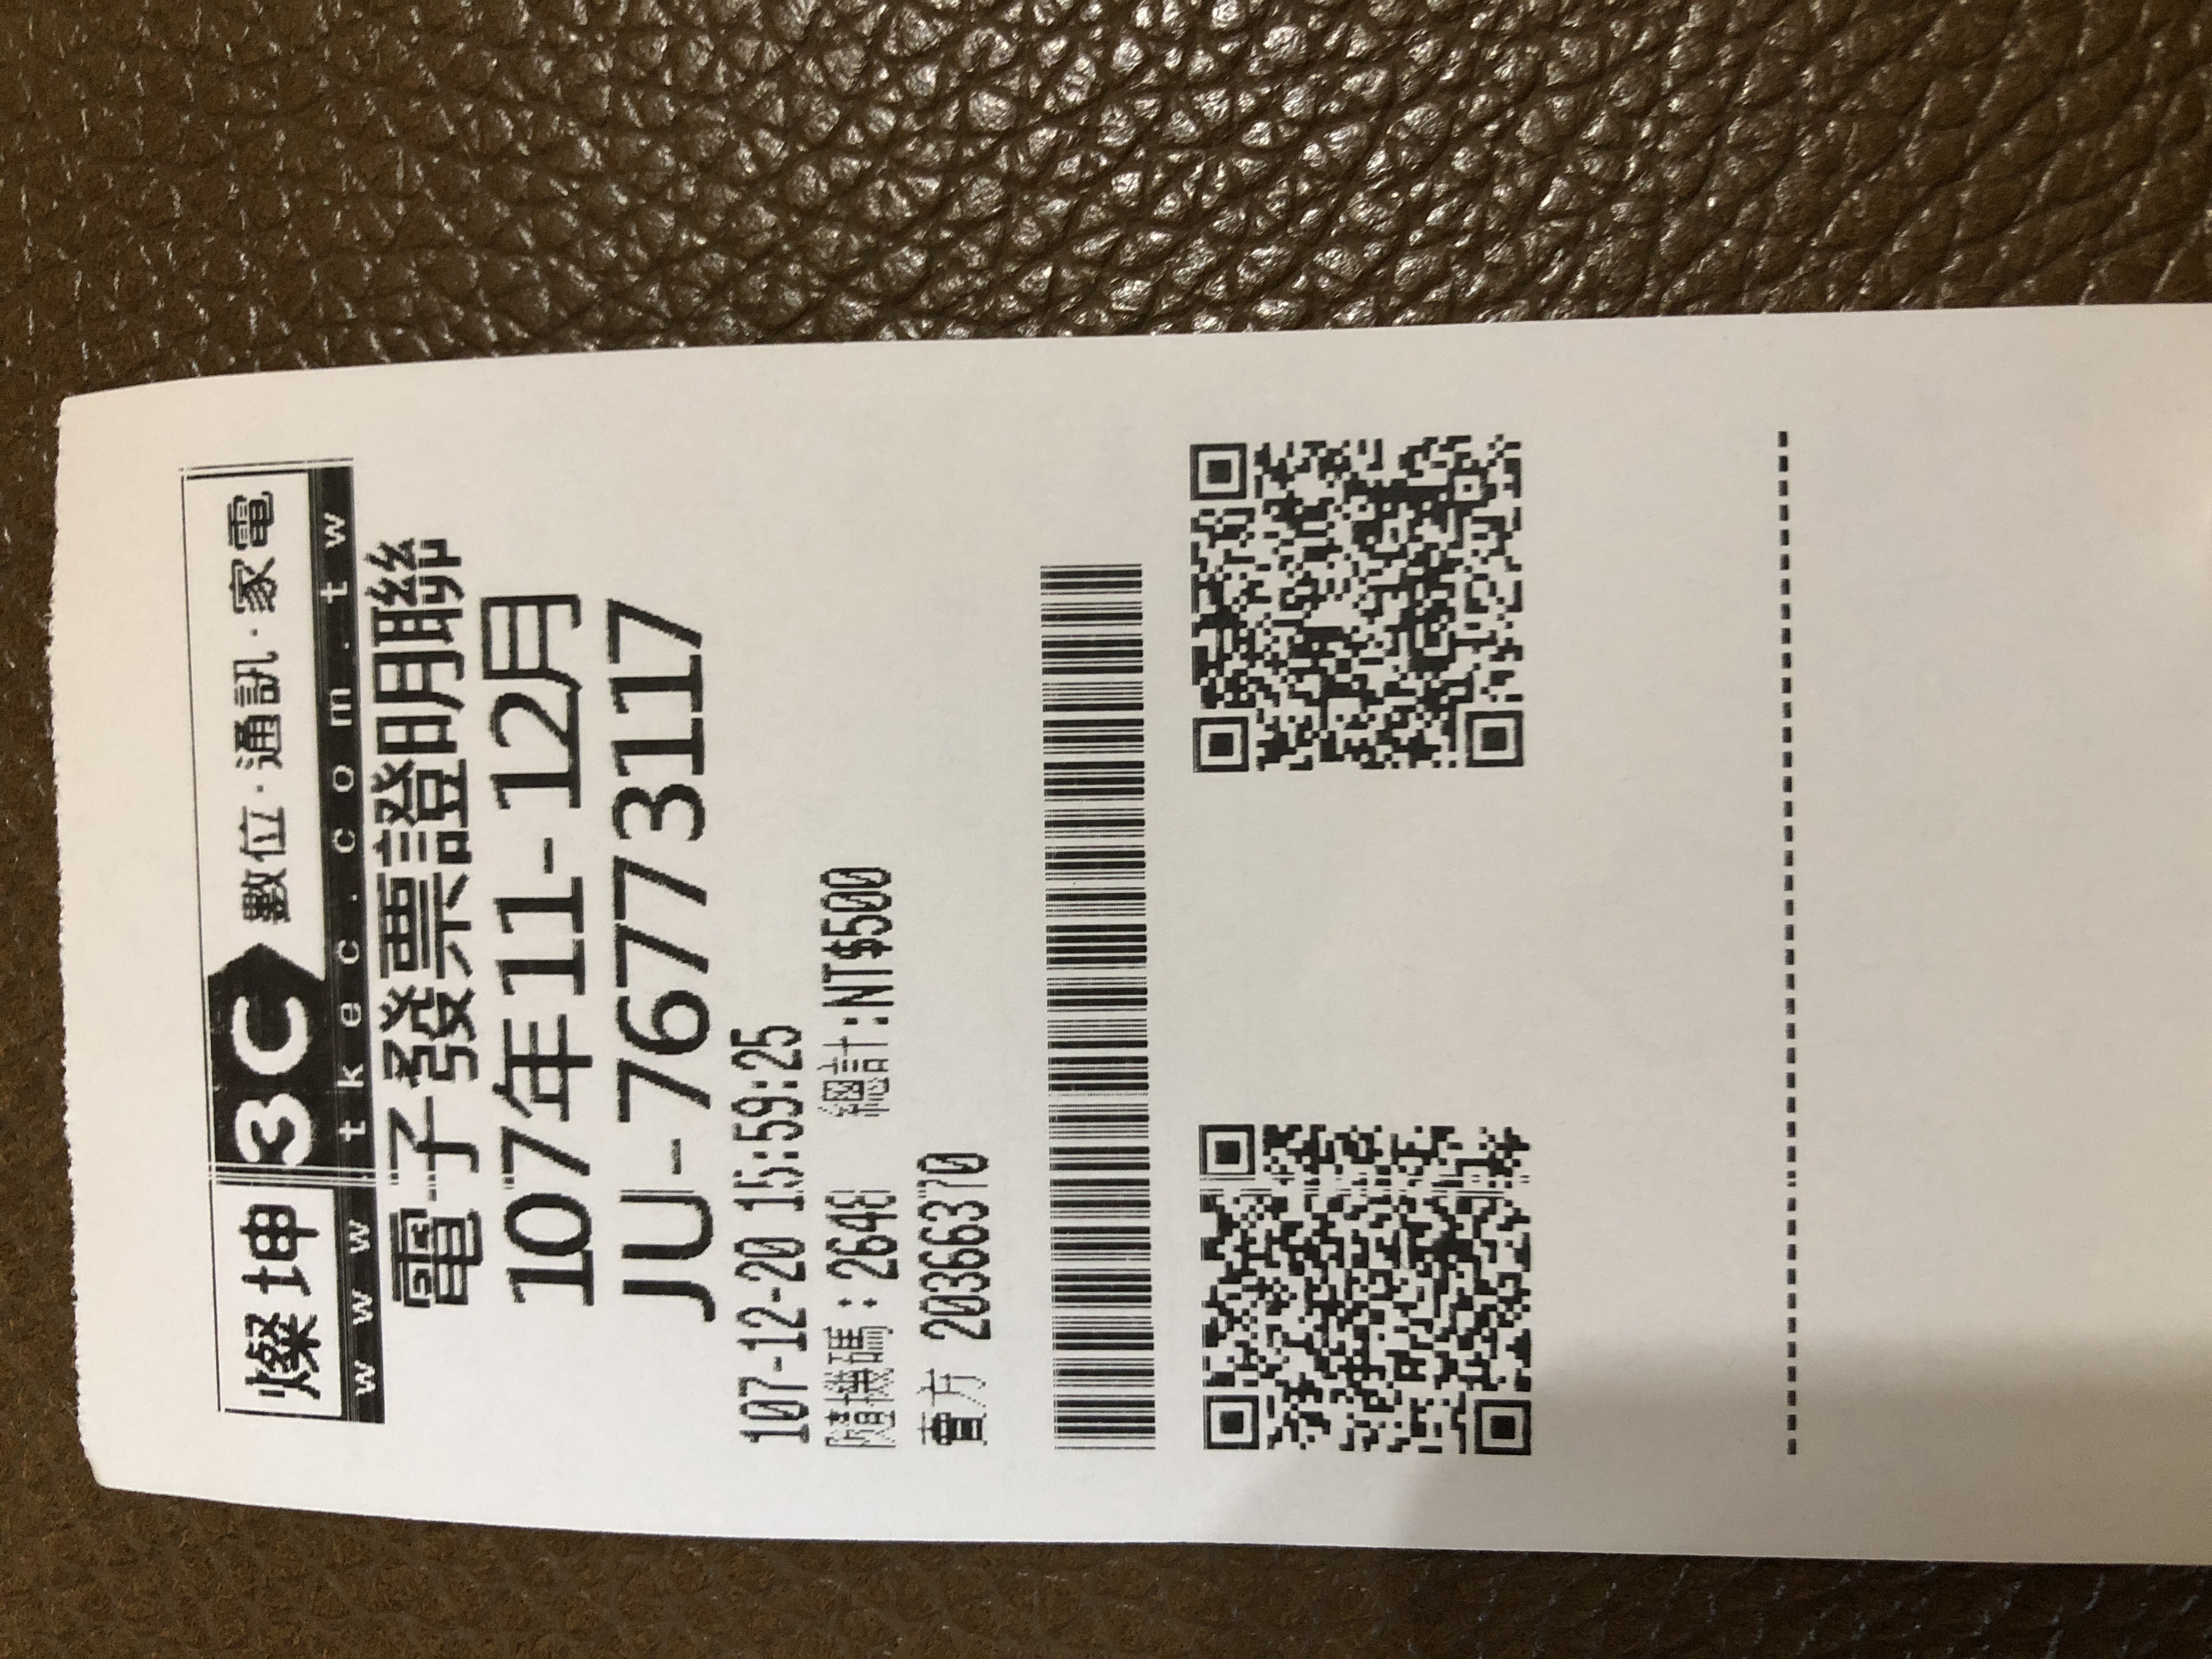 燦坤 3C 數位·通訊·家電
www.tkec.com.tw
電子發票證明聯
107年11-12月
JU-76773117
107-12-20 15:59:25
隨機碼:2648 總計:NT$500
賣方 20366370